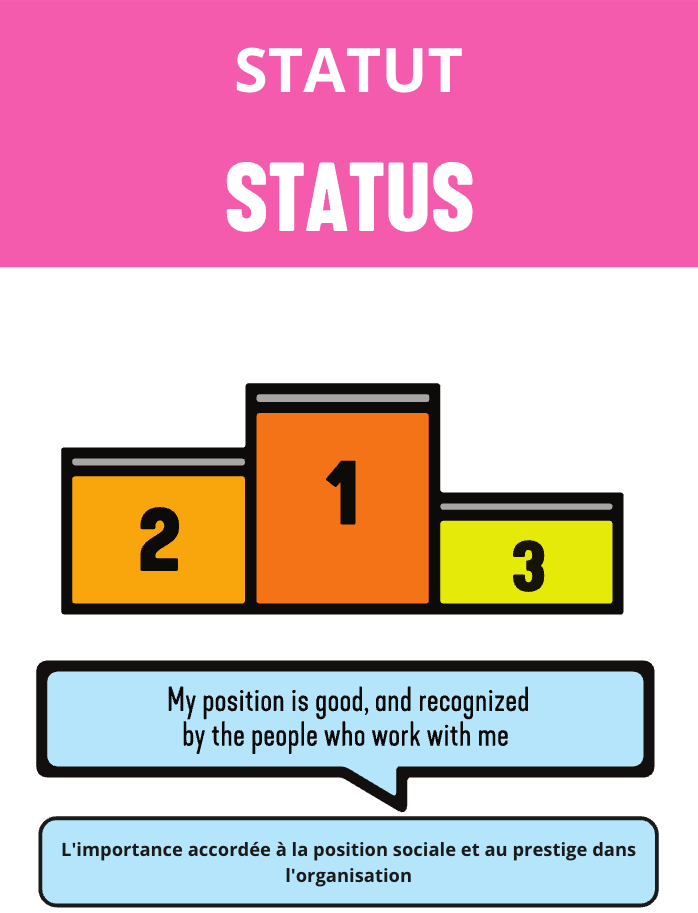 STATUT
STATUS
1
2
3
My position is good, and recognized
by the people who work with me
L'importance accordée à la position sociale et au prestige dans
l'organisation